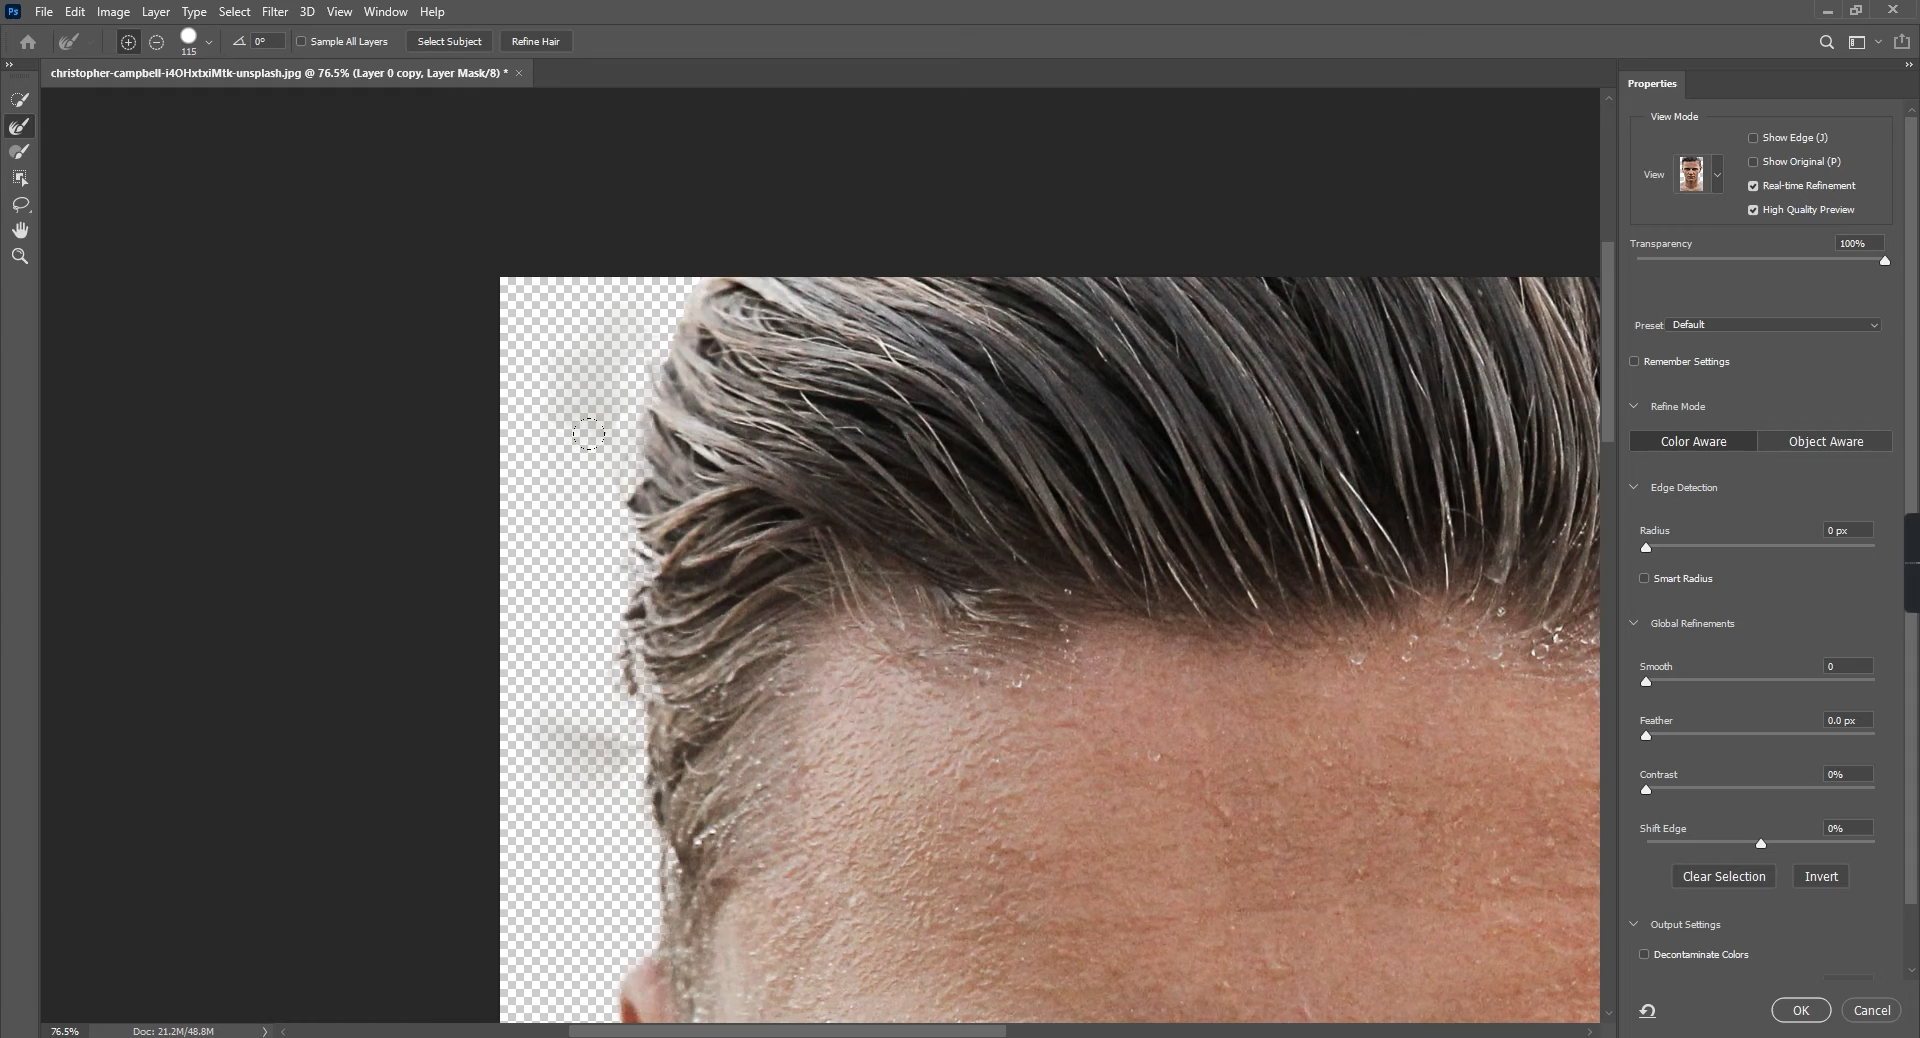 Ps File Edit Image Layer Type Select Filter 3D View Window Help
115 0° Sample All Layers Select Subject Refine Hair
christopher-campbell-i4OHxtxiMtk-unsplash.jpg @ 76.5% (Layer 0 copy, Layer Mask/8) * ×
Properties
View Mode
Show Edge (J)
Show Original (P)
View
Real-time Refinement
High Quality Preview
Transparency 100%
Preset Default
Remember Settings
Refine Mode
Color Aware Object Aware
Edge Detection
Radius 0 px
Smart Radius
Global Refinements
Smooth 0
Feather 0.0 px
Contrast 0%
Shift Edge 0%
Clear Selection Invert
Output Settings
Decontaminate Colors
OK Cancel
76.5% Doc: 21.2M/48.8M